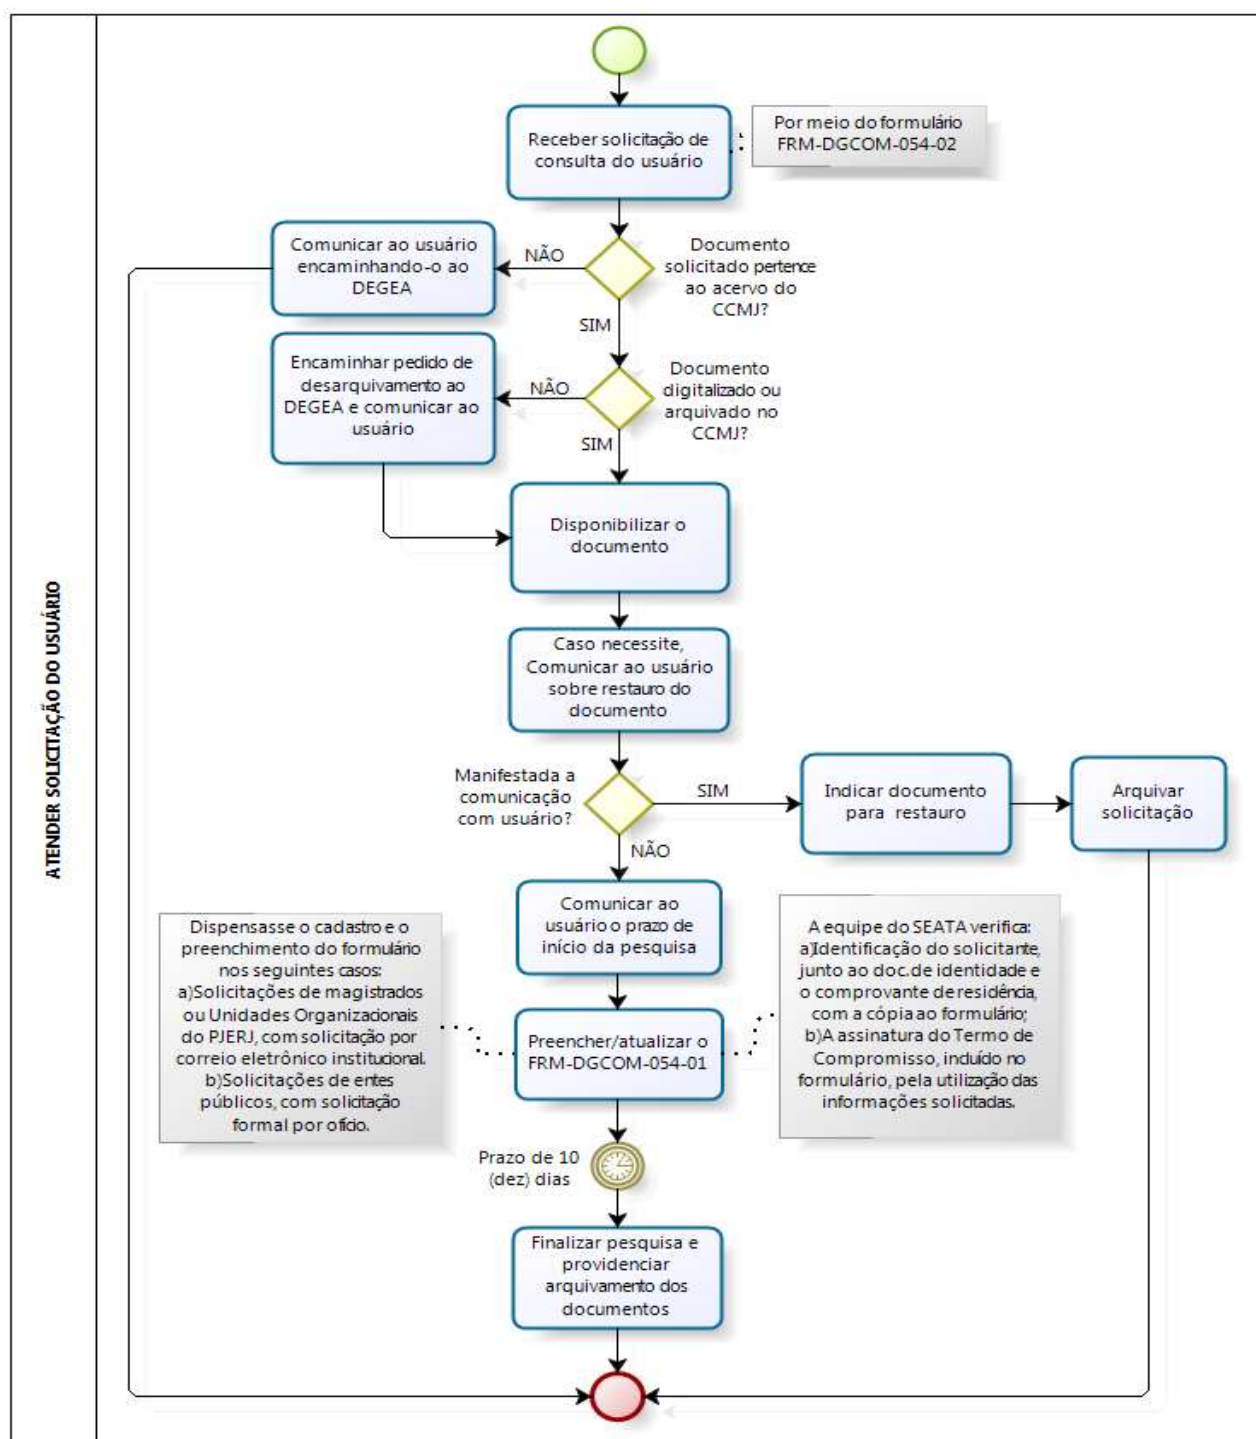 ATENDER SOLICITAÇÃO DO USUÁRIO
Receber solicitação de
consulta do usuário
Por meio do formulário
FRM-DGCOM-054-02
Documento
solicitado pertence
ao acervo do
CCMJ?
NÃO
Comunicar ao usuário
encaminhando-o ao
DEGEA
SIM
Documento
digitalizado ou
arquivado no
CCMJ?
NÃO
Encaminhar pedido de
desarquivamento ao
DEGEA e comunicar ao
usuário
SIM
Disponibilizar o
documento
Caso necessite,
Comunicar ao usuário
sobre restauro do
documento
Manifestada a
comunicação
com usuário?
SIM
Indicar documento
para restauro
Arquivar
solicitação
NÃO
Comunicar ao
usuário o prazo de
início da pesquisa
Dispensasse o cadastro e o
preenchimento do formulário
nos seguintes casos:
a)Solicitações de magistrados
ou Unidades Organizacionais
do PJERJ, com solicitação por
correio eletrônico institucional.
b)Solicitações de entes
públicos, com solicitação
formal por ofício.
Preencher/atualizar o
FRM-DGCOM-054-01
A equipe do SEATA verifica:
a)Identificação do solicitante,
junto ao doc. de identidade e
o comprovante de residência,
com a cópia ao formulário;
b)A assinatura do Termo de
Compromisso, incluído no
formulário, pela utilização das
informações solicitadas.
Prazo de 10
(dez) dias
Finalizar pesquisa e
providenciar
arquivamento dos
documentos